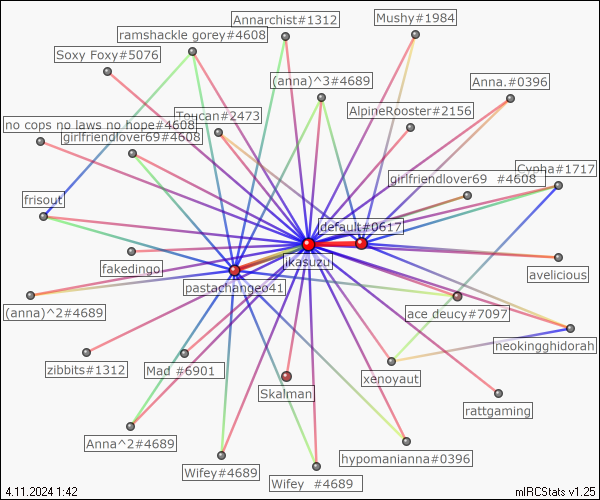 Annarchist#1312
Mushy#1984
ramshackle gorey#4608
Soxy Foxy#5076
(anna)^3#4689
Anna.#0396
Toucan#2473
AlpineRooster#2156
no cops no laws no hope#4608
girlfriendlover69#4608
Cypha#1717
girlfriendlover69 #4608
frisout
default#0617
ikasuzu
fakedingo
avelicious
pastachange041
(anna)^2#4689
ace deucy#7097
neokingghidorah
zibbits#1312
Mad #6901
xenoyaut
Skalman
rattgaming
Anna^2#4689
hypomanianna#0396
Wifey#4689
Wifey #4689
4.11.2024 1:42
mIRCStats v1.25